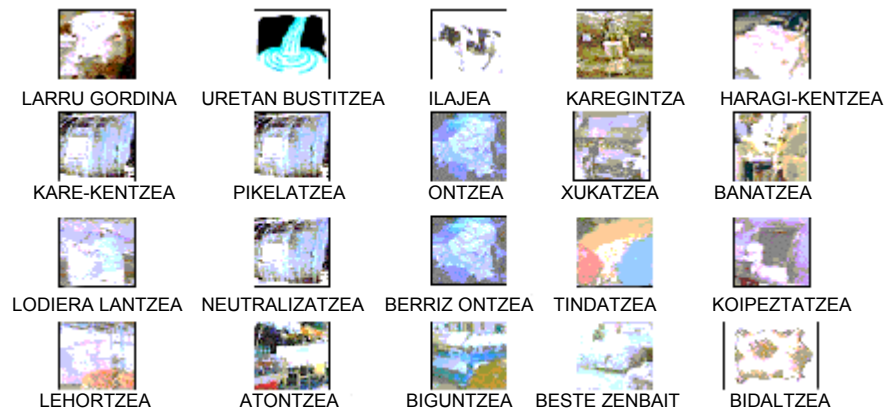 LARRU GORDINA URETAN BUSTITZEA ILAJEA KAREGINTZA HARAGI-KENTZEA
KARE-KENTZEA PIKELATZEA ONTZEA XUKATZEA BANATZEA
LODIERA LANTZEA NEUTRALIZATZEA BERRIZ ONTZEA TINDATZEA KOIPEZTATZEA
LEHORTZEA ATONTZEA BIGUNTZEA BESTE ZENBAIT BIDALTZEA